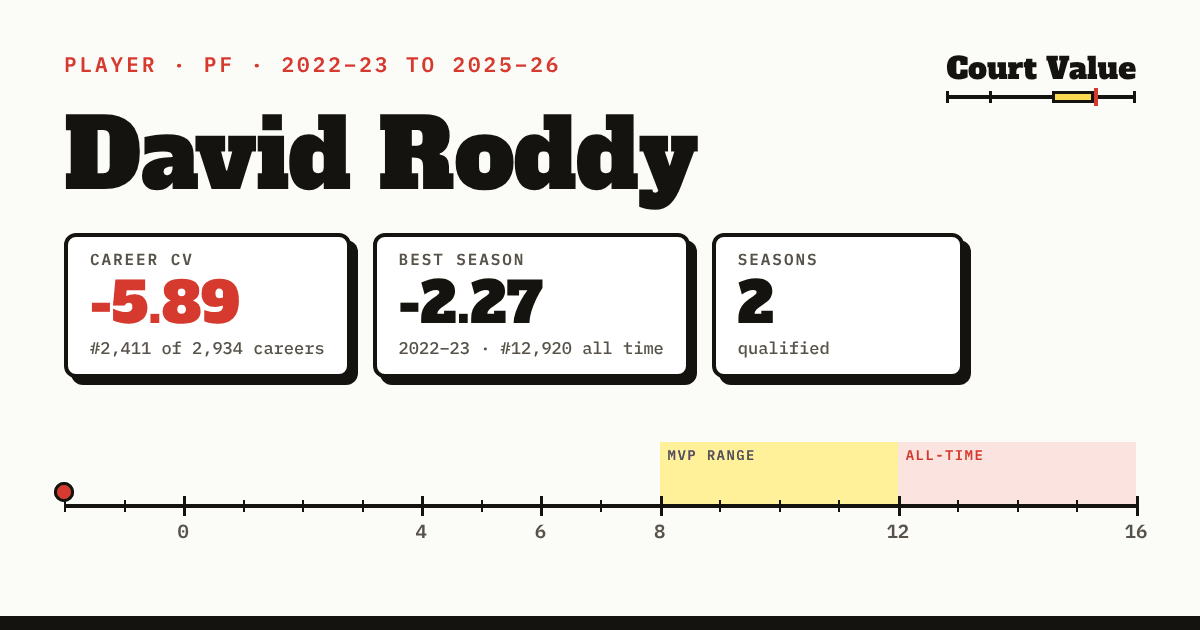 PLAYER · PF · 2022–23 TO 2025–26
Court Value
David Roddy
CAREER CV
-5.89
#2,411 of 2,934 careers
BEST SEASON
-2.27
2022–23 · #12,920 all time
SEASONS
2
qualified
MVP RANGE
ALL-TIME
0 4 6 8 12 16